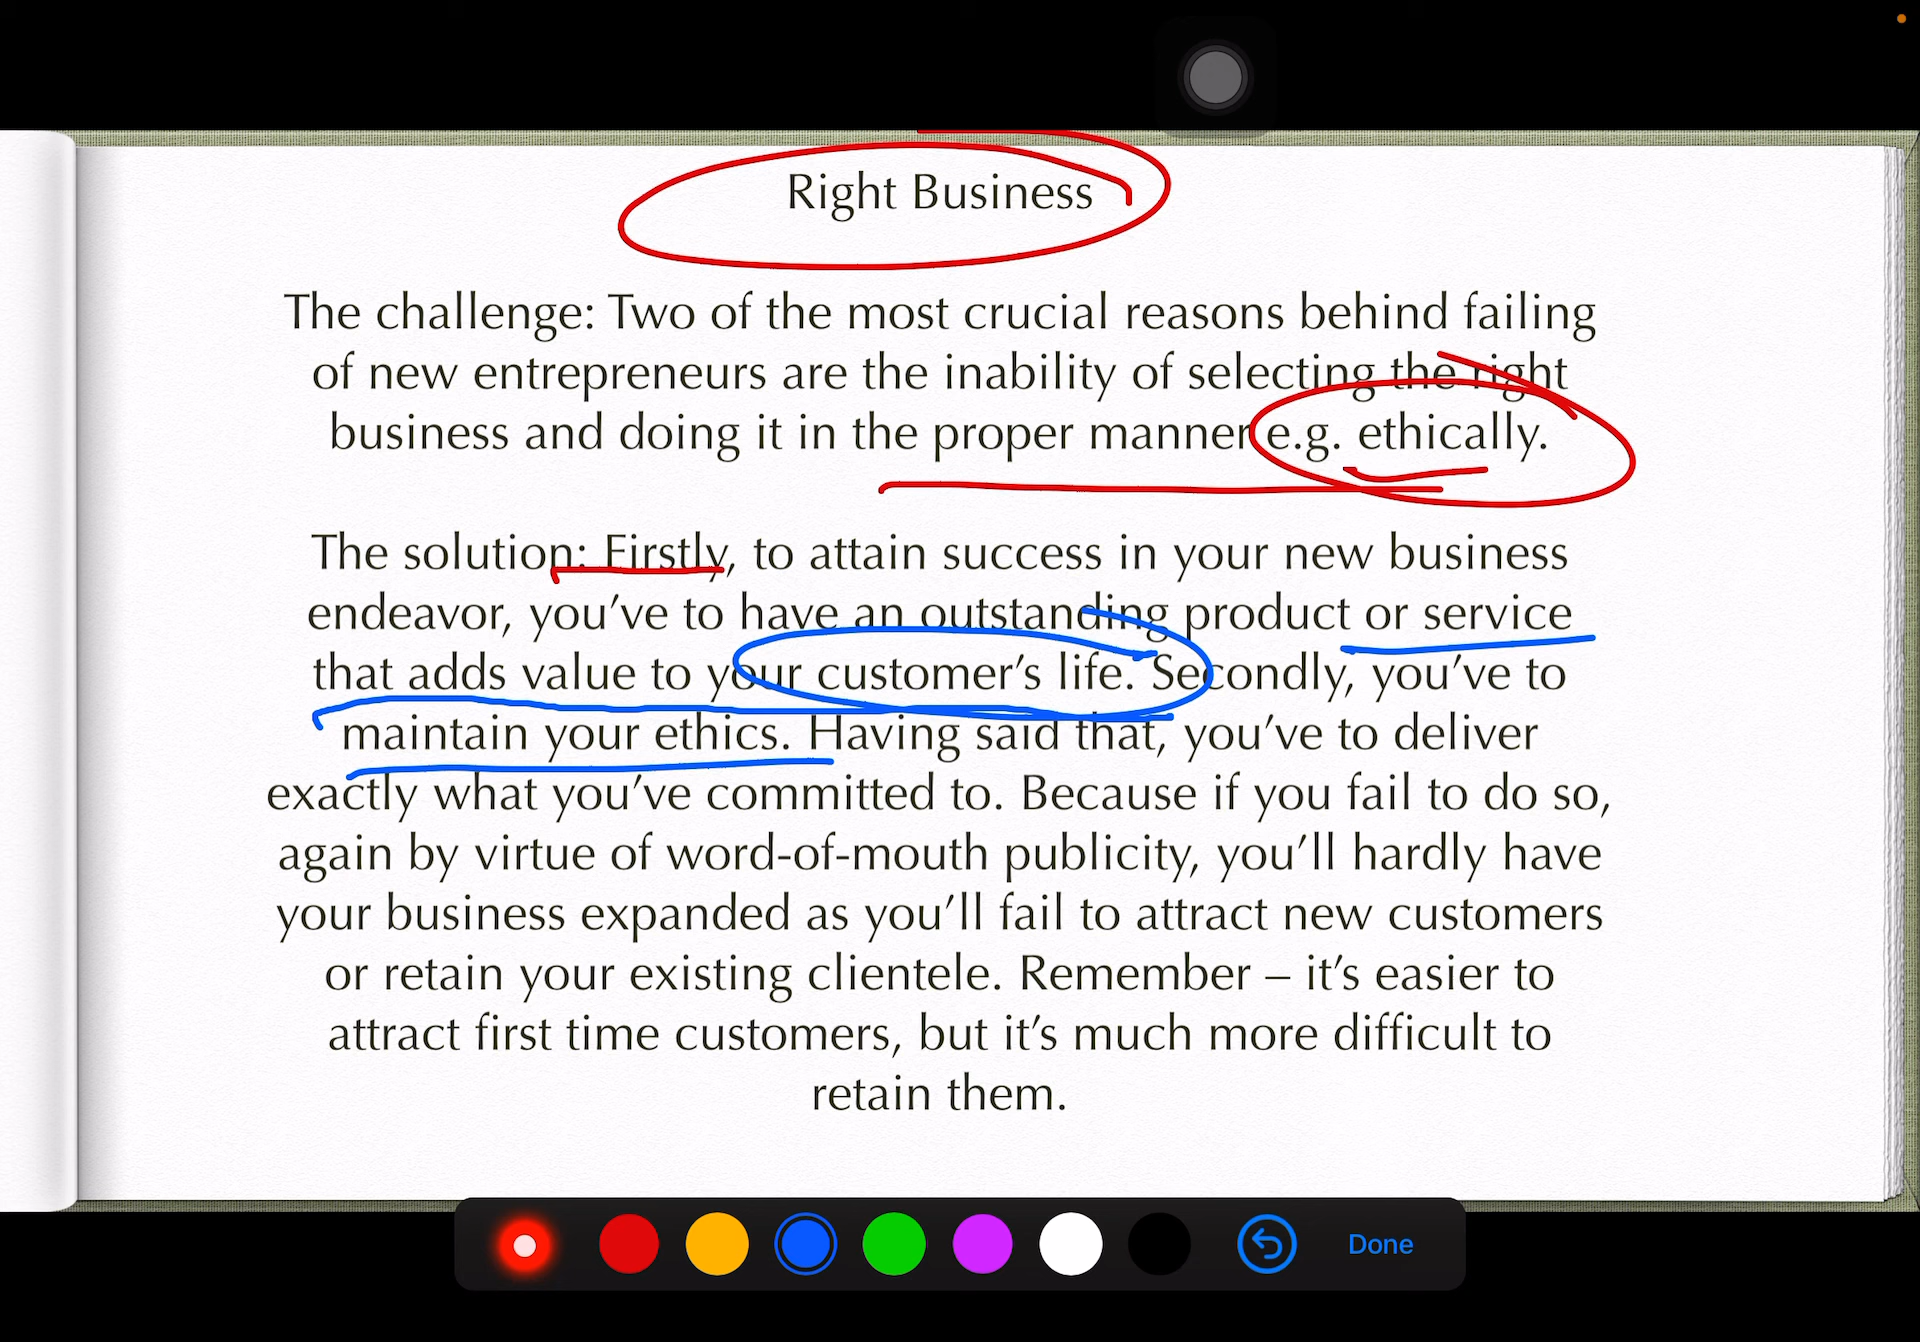 Right Business
The challenge: Two of the most crucial reasons behind failing
of new entrepreneurs are the inability of selecting the right
business and doing it in the proper manner e.g. ethically.
The solution: Firstly, to attain success in your new business
endeavor, you’ve to have an outstanding product or service
that adds value to your customer’s life. Secondly, you’ve to
maintain your ethics. Having said that, you’ve to deliver
exactly what you’ve committed to. Because if you fail to do so,
again by virtue of word-of-mouth publicity, you’ll hardly have
your business expanded as you’ll fail to attract new customers
or retain your existing clientele. Remember – it’s easier to
attract first time customers, but it’s much more difficult to
retain them.
Done